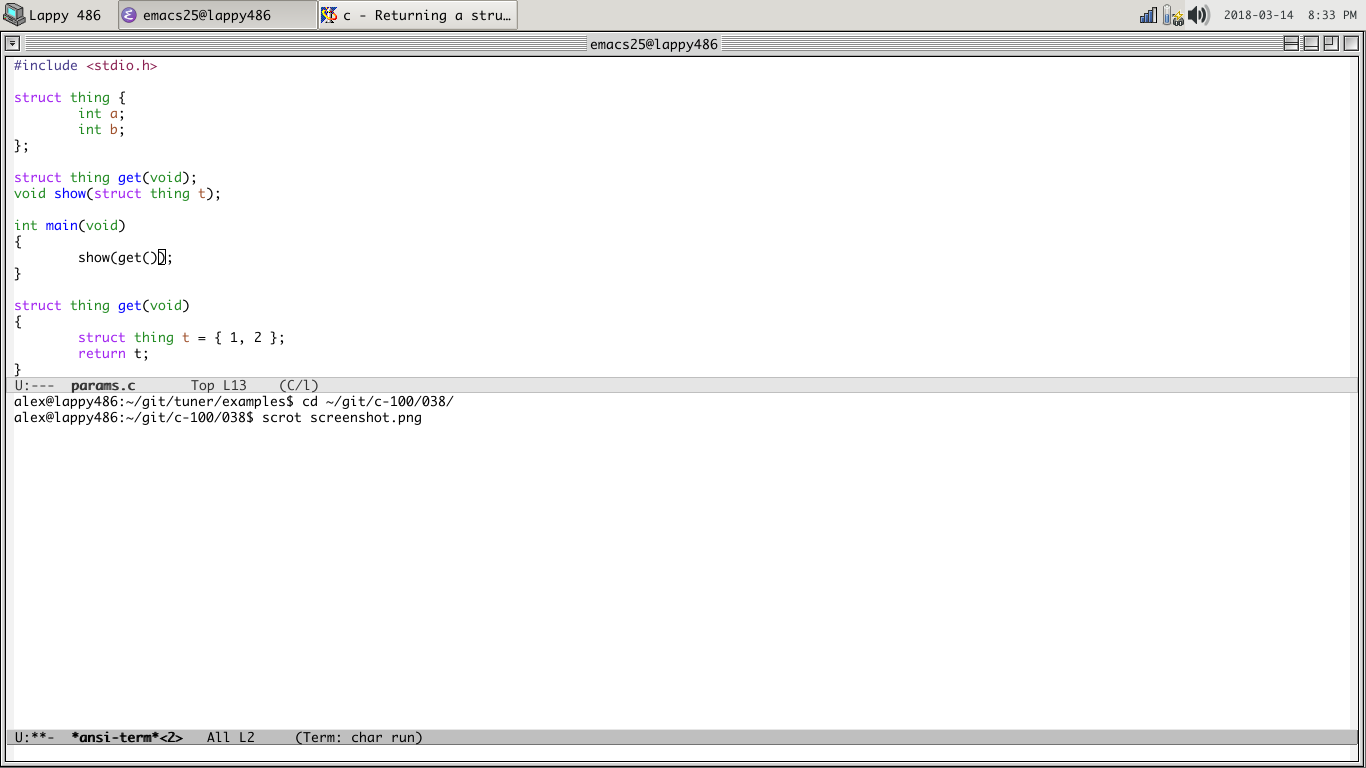 Lappy 486 emacs25@lappy486 c - Returning a stru… 2018-03-14 8:33 PM
emacs25@lappy486
#include <stdio.h>

struct thing {
        int a;
        int b;
};

struct thing get(void);
void show(struct thing t);

int main(void)
{
        show(get());
}

struct thing get(void)
{
        struct thing t = { 1, 2 };
        return t;
}
U:---  params.c       Top L13    (C/l)
alex@lappy486:~/git/tuner/examples$ cd ~/git/c-100/038/
alex@lappy486:~/git/c-100/038$ scrot screenshot.png
U:**-  *ansi-term*<2>   All L2     (Term: char run)